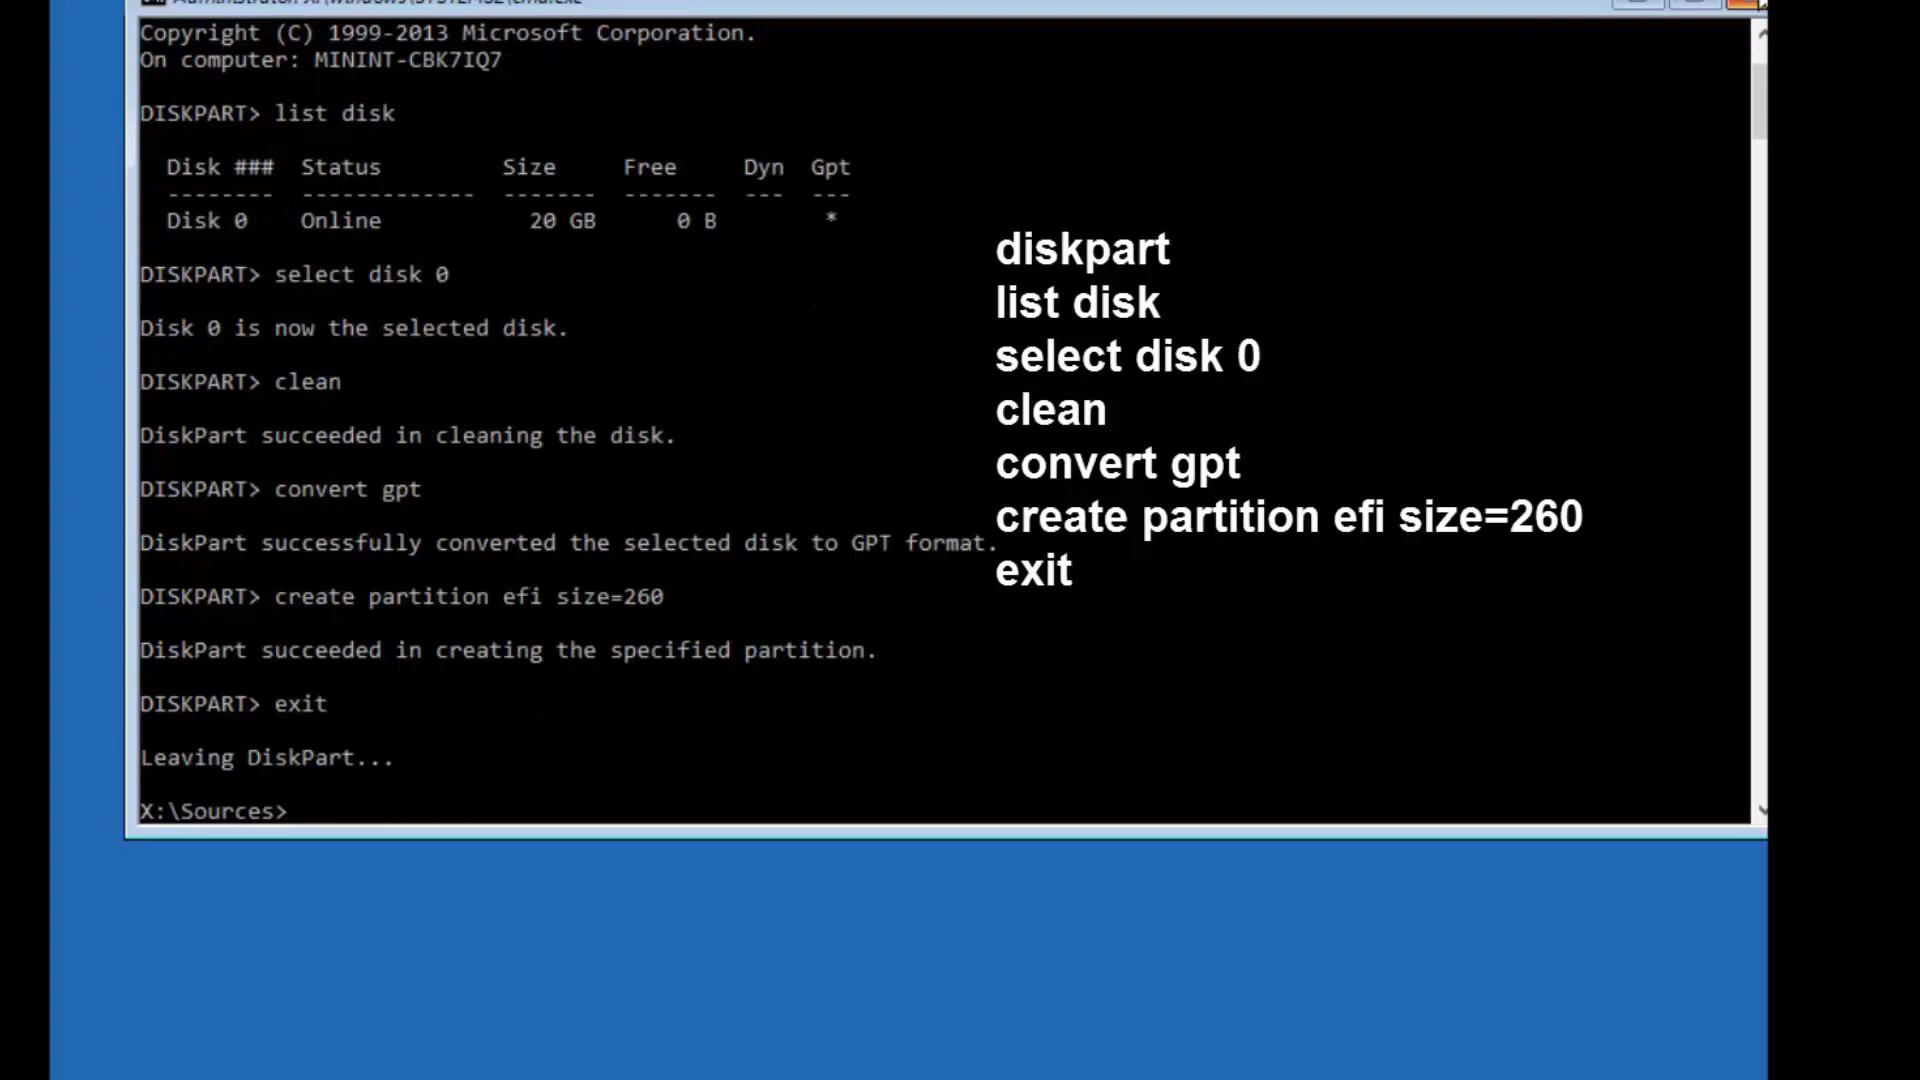 Copyright (C) 1999-2013 Microsoft Corporation.
On computer: MININT-CBK7IQ7
DISKPART> list disk
Disk ### Status Size Free Dyn Gpt
-------- ------------- ------- ------- --- ---
Disk 0 Online 20 GB 0 B *
DISKPART> select disk 0
Disk 0 is now the selected disk.
DISKPART> clean
DiskPart succeeded in cleaning the disk.
DISKPART> convert gpt
DiskPart successfully converted the selected disk to GPT format.
DISKPART> create partition efi size=260
DiskPart succeeded in creating the specified partition.
DISKPART> exit
Leaving DiskPart...
X:\Sources>
diskpart
list disk
select disk 0
clean
convert gpt
create partition efi size=260
exit